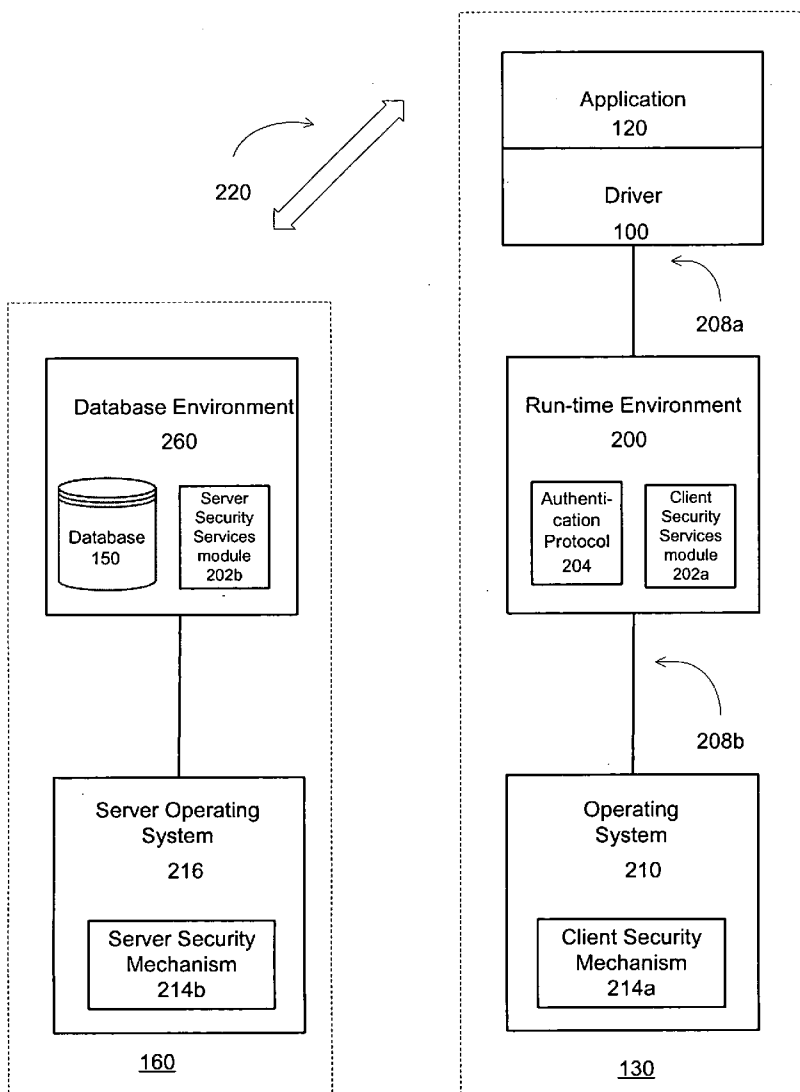 Application
120
Driver
100
220
208a
Database Environment
260
Database
150
Server
Security
Services
module
202b
Run-time Environment
200
Authenti-
cation
Protocol
204
Client
Security
Services
module
202a
208b
Server Operating
System
216
Server Security
Mechanism
214b
Operating
System
210
Client Security
Mechanism
214a
160
130